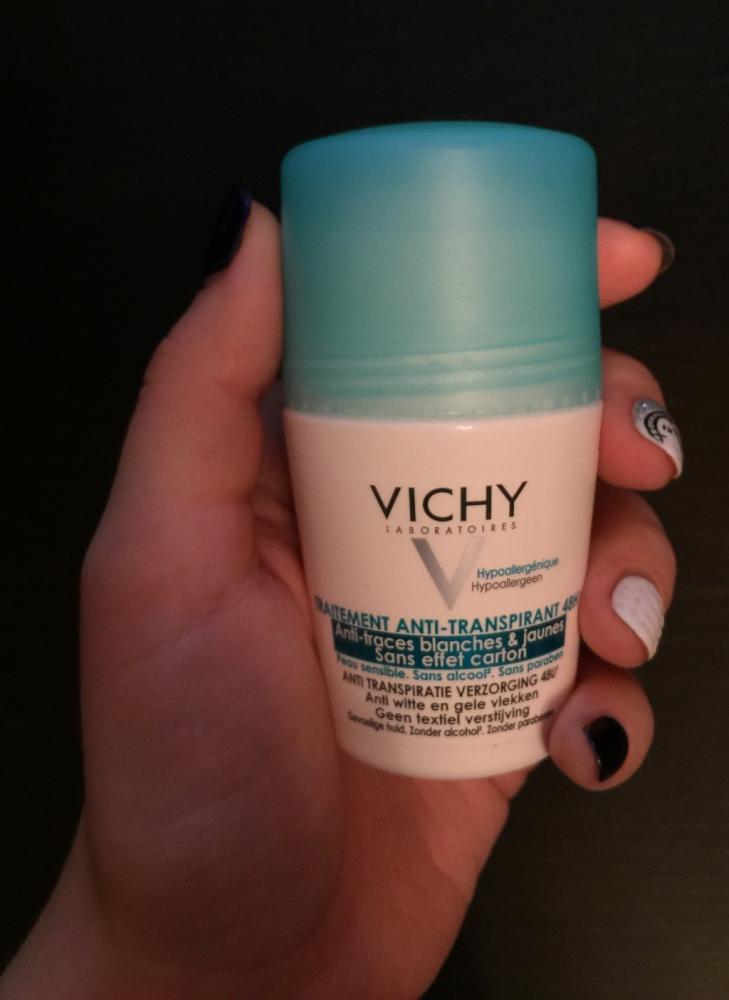 VICHY
LABORATOIRES
Hypoallergénique
Hypoallergeen
TRAITEMENT ANTI-TRANSPIRANT 48H
Anti-traces blanches & jaunes
Sans effet carton
Peau sensible. Sans alcool². Sans paraben
ANTI TRANSPIRATIE VERZORGING 48U
Anti witte en gele vlekken
Geen textiel verstijving
Gevoelige huid. Zonder alcohol². Zonder parabenen